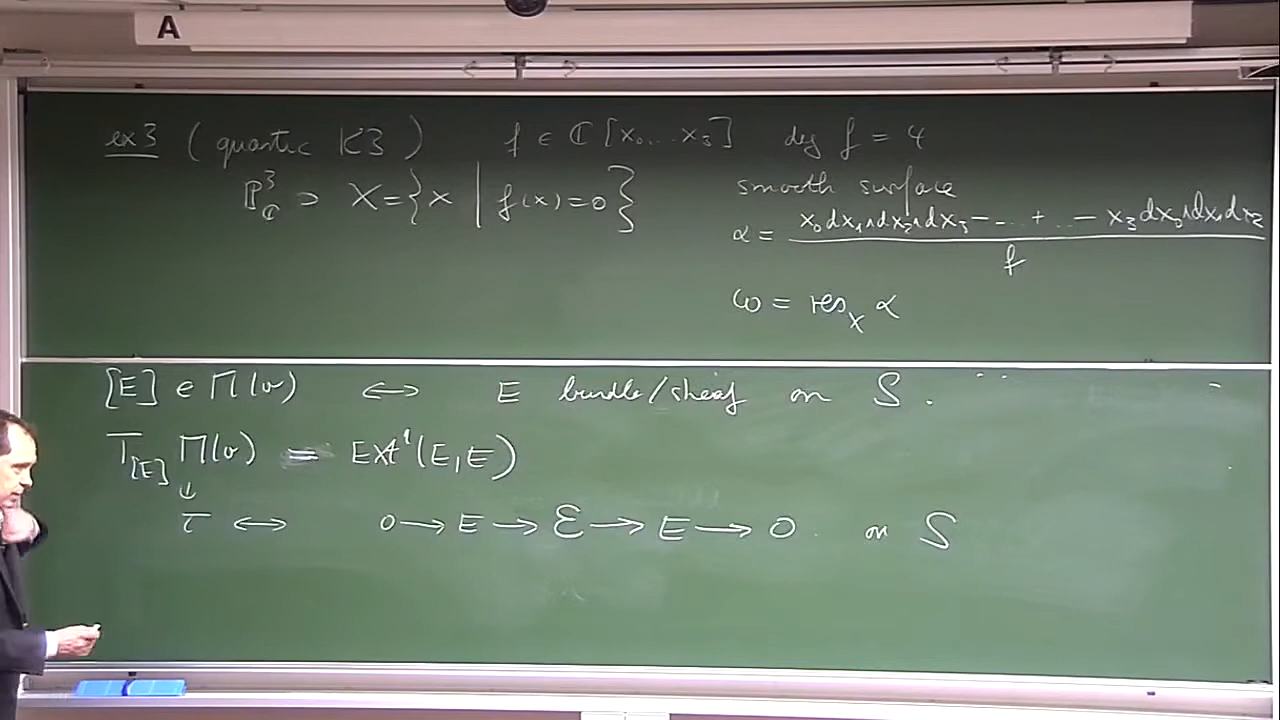 A
ex 3 ( quartic K3 ) f ∈ ℂ [x₀,... x₃] deg f = 4
ℙ³_ℂ ⊃ X = { x | f(x) = 0 } smooth surface
α = (x₀dx₁∧dx₂∧dx₃ - ... + ... - x₃dx₀∧dx₁∧dx₂) / f
ω = res_X α
[E] ∈ M(v) ⟷ E bundle/sheaf on S.
T_[E] M(v) = Ext¹(E,E)
τ ⟷ 0 → E → ℰ → E → 0. on S